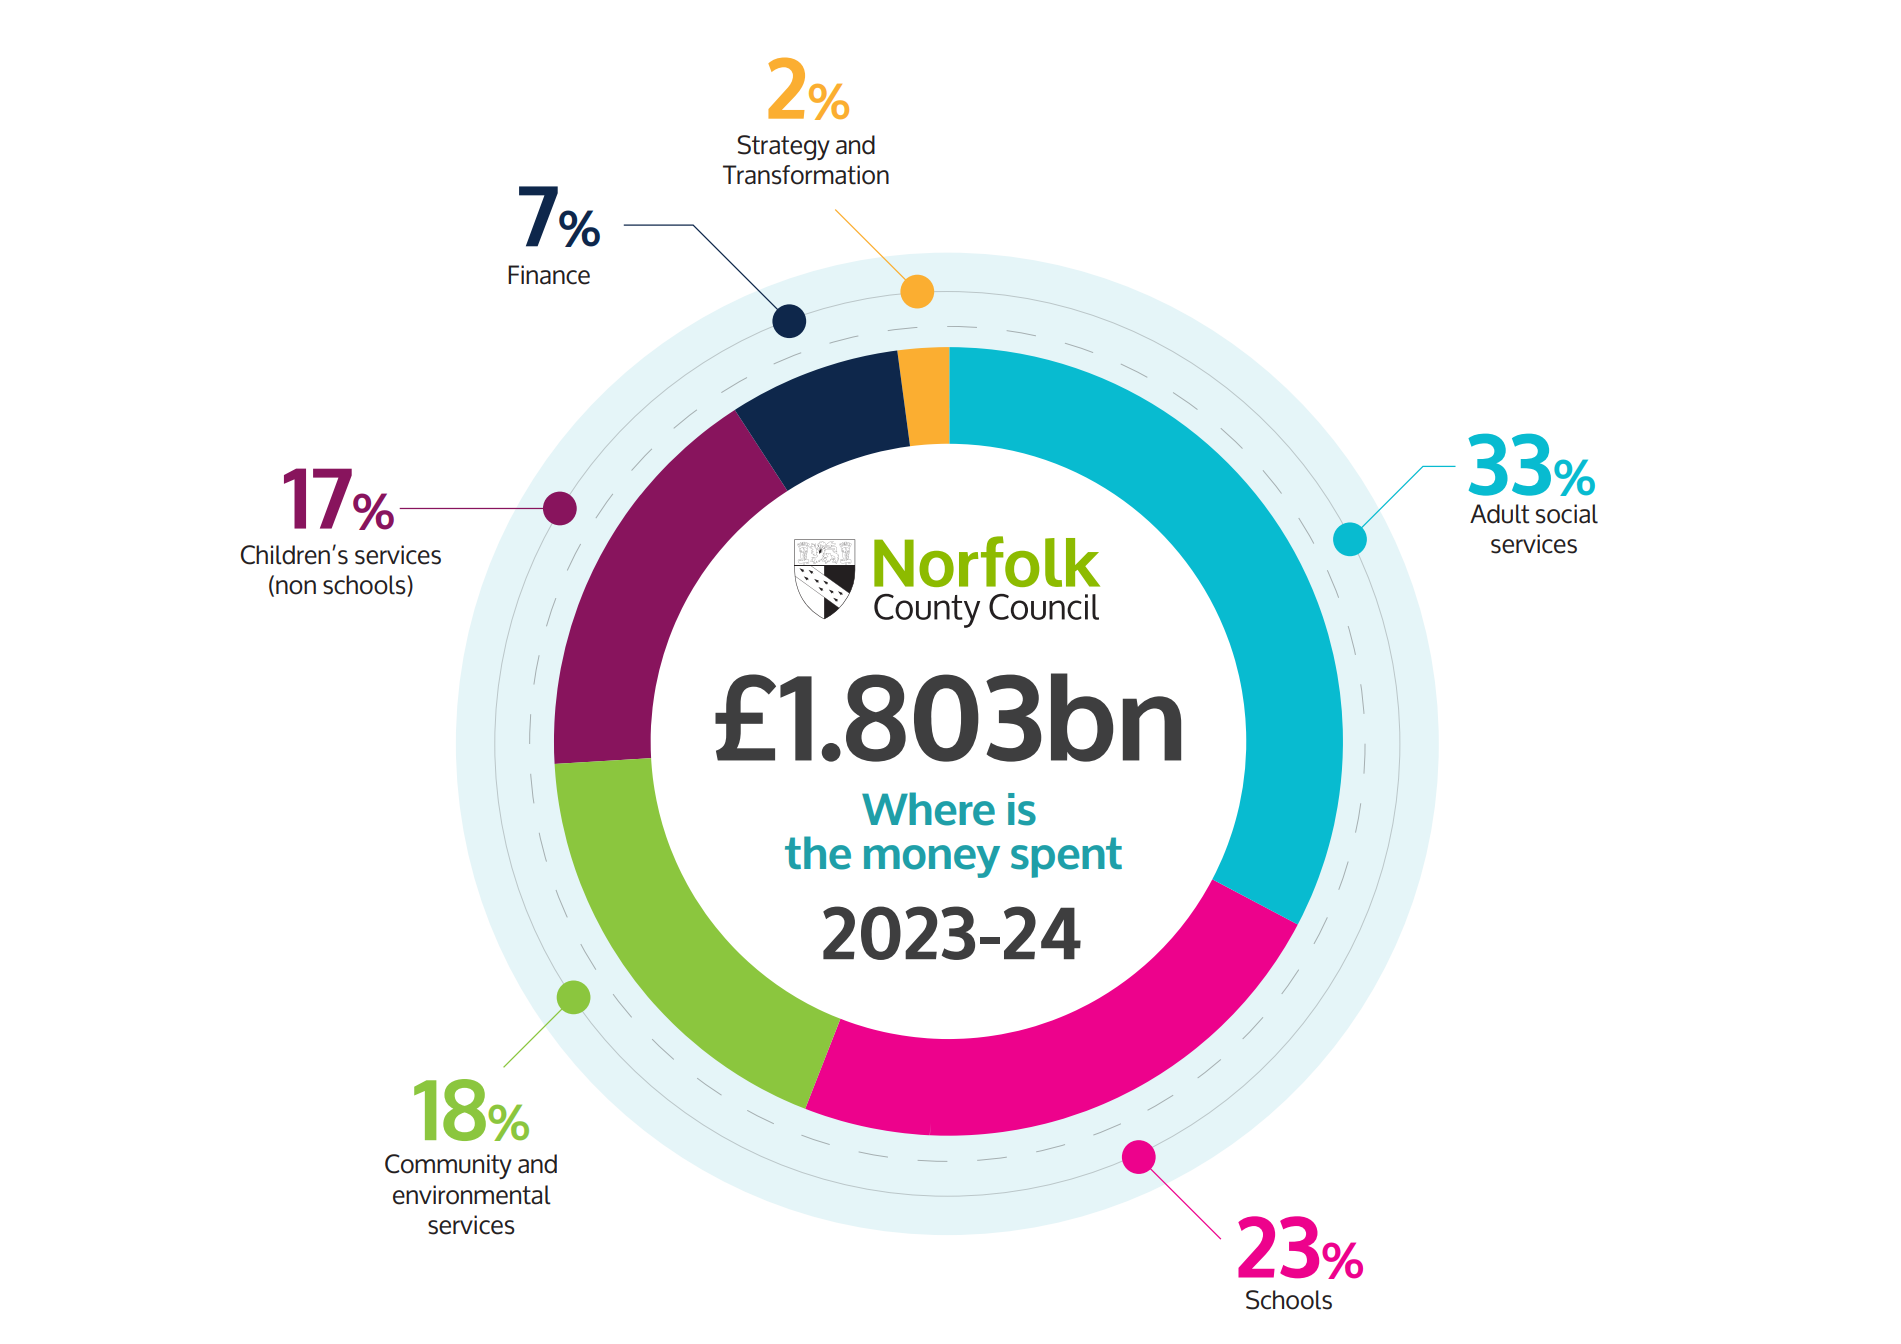 2%
Strategy and
Transformation
7%
Finance
33%
Adult social
services
17%
Children's services
(non schools)
Norfolk
County Council
£1.803bn
Where is
the money spent
2023-24
18%
Community and
environmental
services
23%
Schools